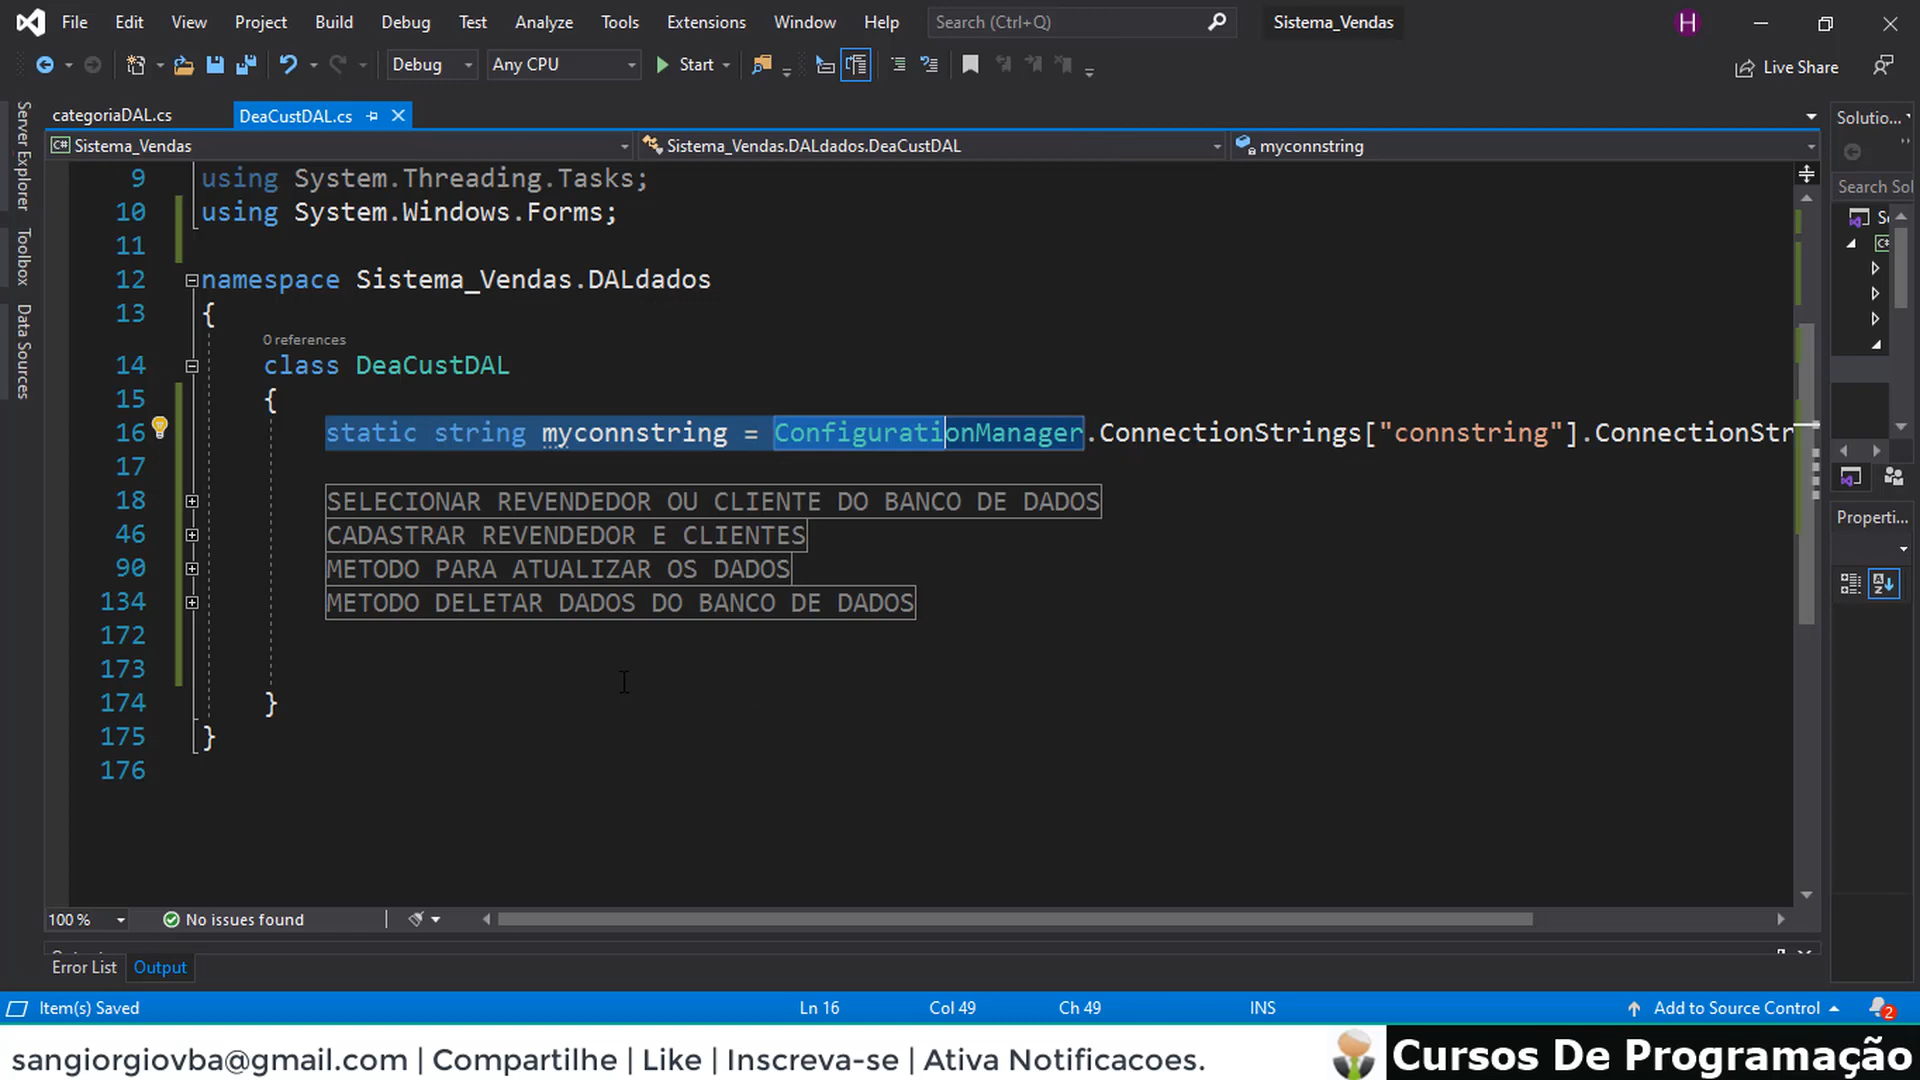 File Edit View Project Build Debug Test Analyze Tools Extensions Window Help Search (Ctrl+Q) Sistema_Vendas H
Debug Any CPU Start Live Share
categoriaDAL.cs DeaCustDAL.cs Solutio...
C# Sistema_Vendas Sistema_Vendas.DALdados.DeaCustDAL myconnstring
Server Explorer
Toolbox
Data Sources
Search Sol
9 using System.Threading.Tasks;
10 using System.Windows.Forms;
11
12 namespace Sistema_Vendas.DALdados
13 {
0 references
14 class DeaCustDAL
15 {
16 static string myconnstring = ConfigurationManager.ConnectionStrings["connstring"].ConnectionStr
17
18 SELECIONAR REVENDEDOR OU CLIENTE DO BANCO DE DADOS
46 CADASTRAR REVENDEDOR E CLIENTES
90 METODO PARA ATUALIZAR OS DADOS
134 METODO DELETAR DADOS DO BANCO DE DADOS
172
173
174 }
175 }
176
Properti...
100 % No issues found
Error List Output
Item(s) Saved Ln 16 Col 49 Ch 49 INS Add to Source Control 2
sangiorgiovba@gmail.com | Compartilhe | Like | Inscreva-se | Ativa Notificacoes. Cursos De Programação